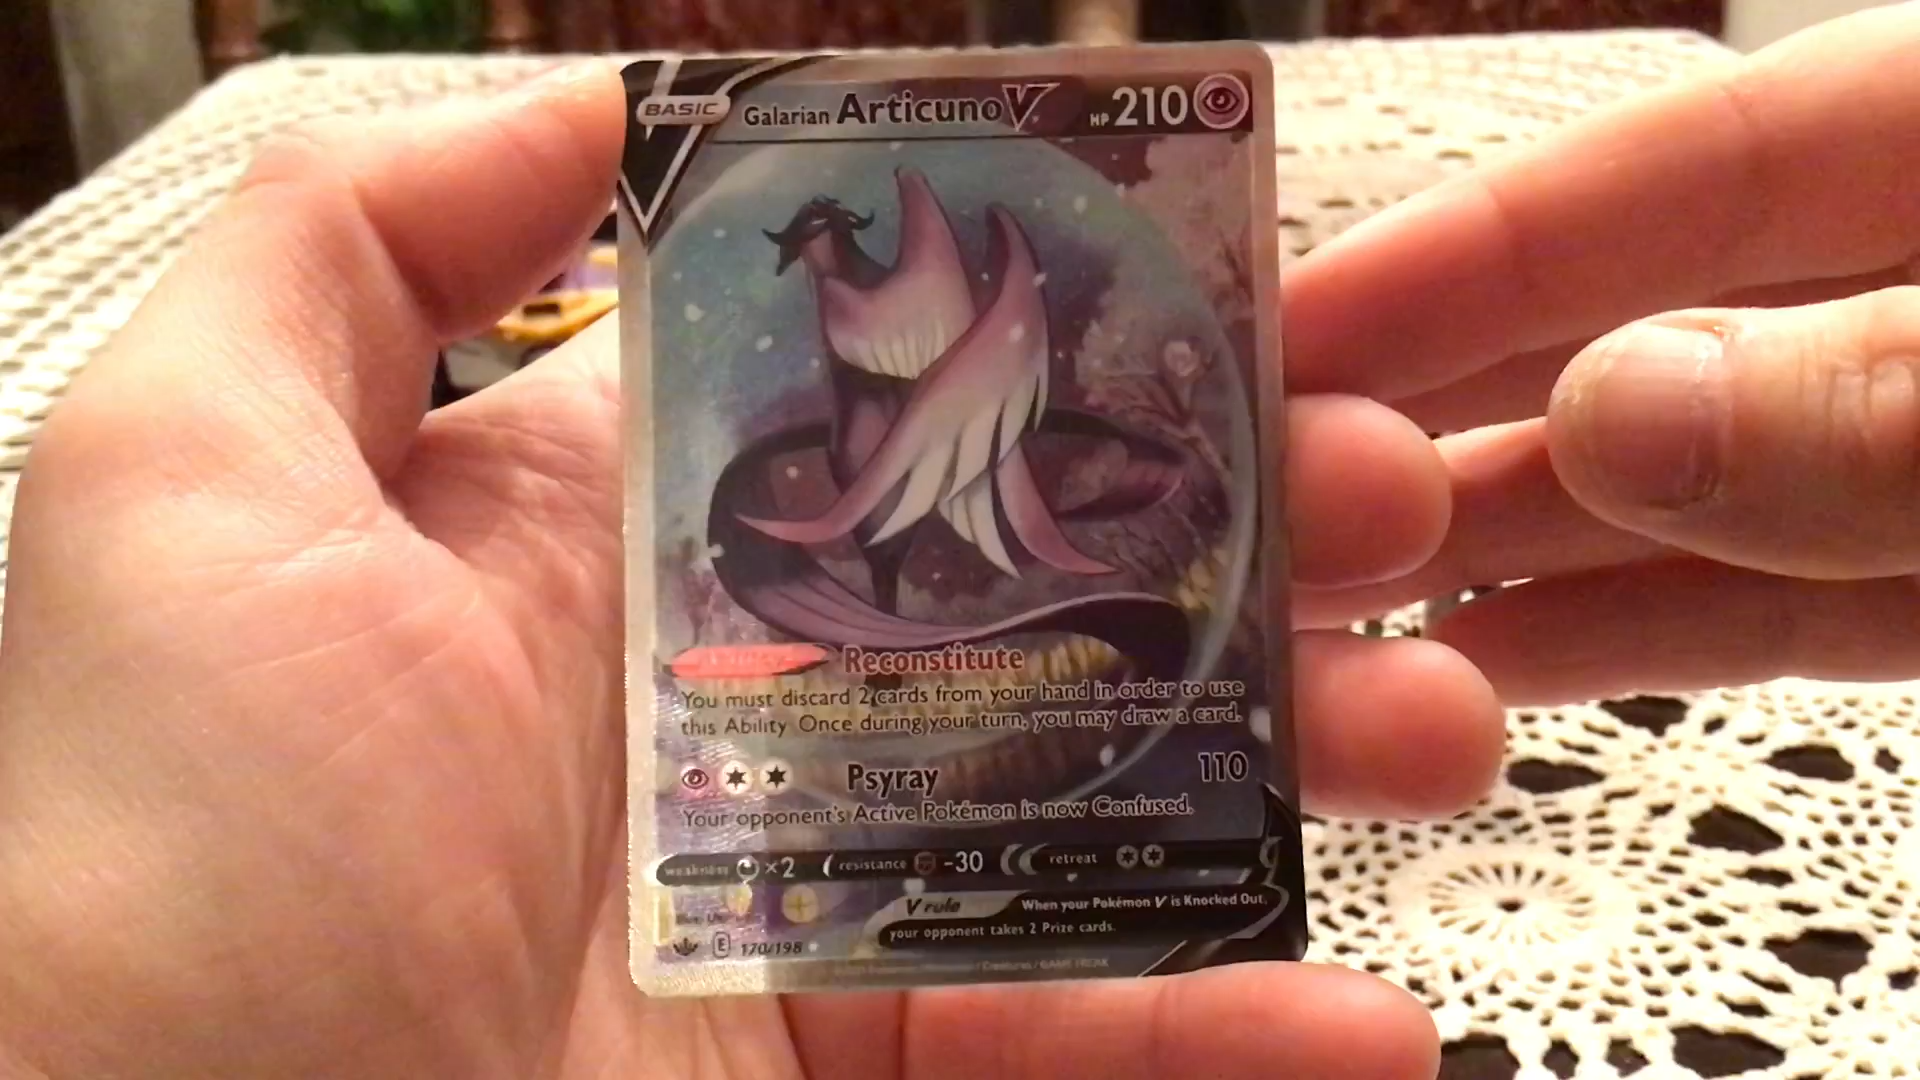 BASIC Galarian Articuno V HP 210
Reconstitute
You must discard 2 cards from your hand in order to use
this Ability. Once during your turn, you may draw a card.
Psyray 110
Your opponent's Active Pokémon is now Confused.
weakness ×2 resistance -30 retreat
V rule When your Pokémon V is Knocked Out,
your opponent takes 2 Prize cards.
E 170/198